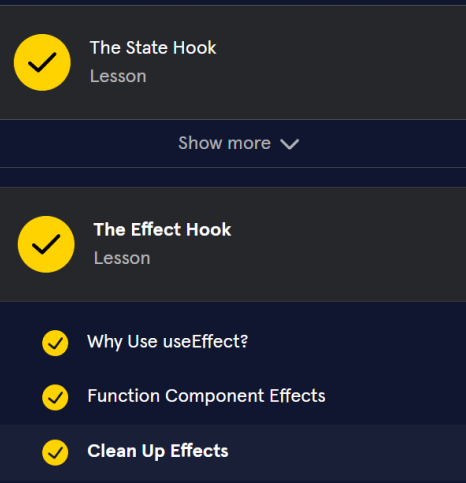 The State Hook
Lesson
Show more
The Effect Hook
Lesson
Why Use useEffect?
Function Component Effects
Clean Up Effects